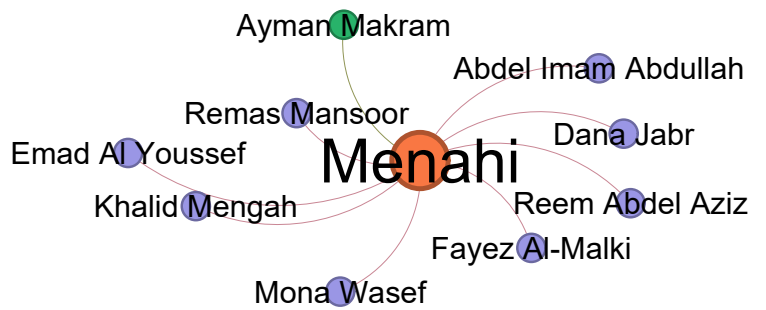 Ayman Makram
Abdel Imam Abdullah
Remas Mansoor
Dana Jabr
Emad Al Youssef
Menahi
Khalid Mengah
Reem Abdel Aziz
Fayez Al-Malki
Mona Wasef